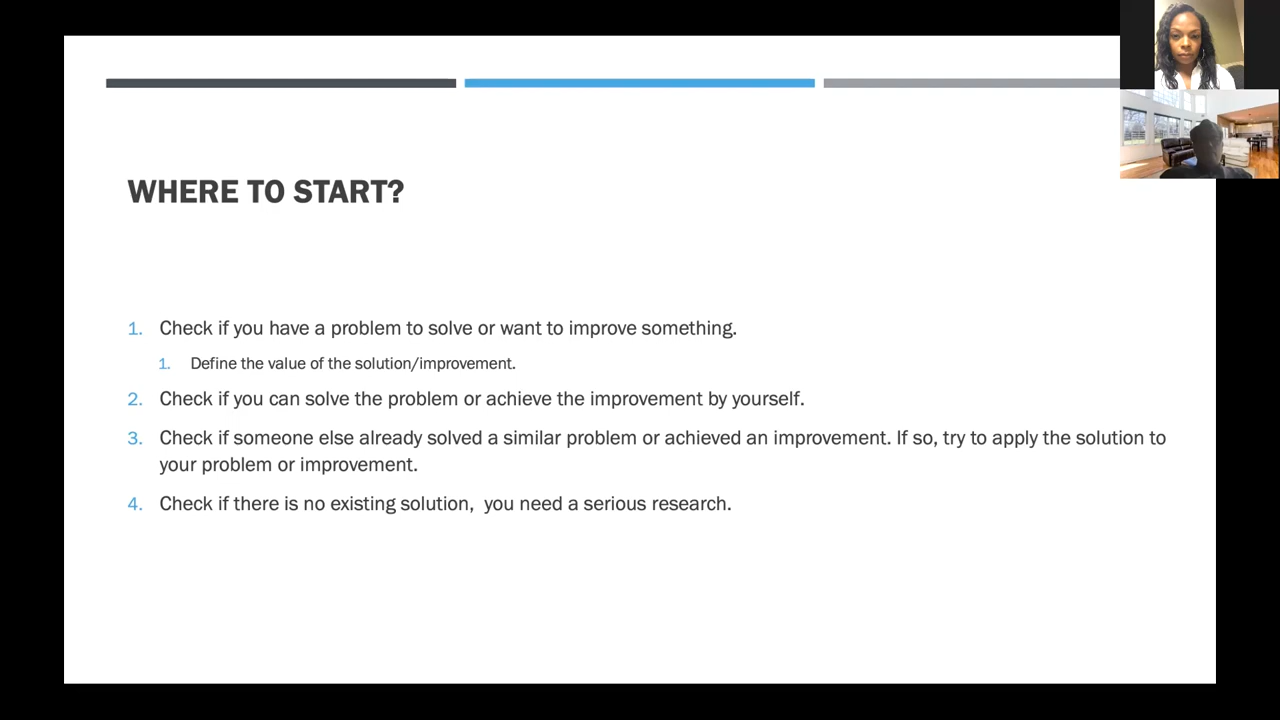 WHERE TO START?
1. Check if you have a problem to solve or want to improve something.
1. Define the value of the solution/improvement.
2. Check if you can solve the problem or achieve the improvement by yourself.
3. Check if someone else already solved a similar problem or achieved an improvement. If so, try to apply the solution to
your problem or improvement.
4. Check if there is no existing solution,  you need a serious research.